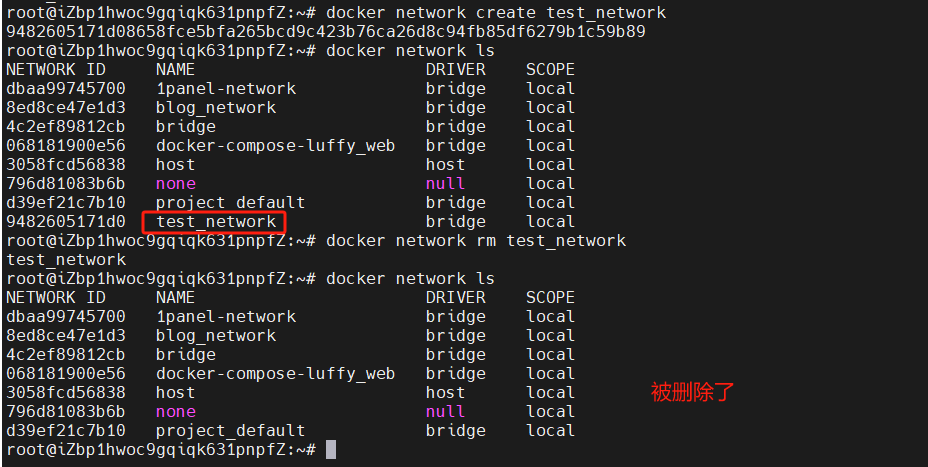 root@iZbp1hwoc9gqiqk631pnpfZ:~# docker network create test_network
9482605171d08658fce5bfa265bcd9c423b76ca26d8c94fb85df6279b1c59b89
root@iZbp1hwoc9gqiqk631pnpfZ:~# docker network ls
NETWORK ID     NAME                       DRIVER    SCOPE
dbaa99745700   1panel-network             bridge    local
8ed8ce47e1d3   blog_network               bridge    local
4c2ef89812cb   bridge                     bridge    local
068181900e56   docker-compose-luffy_web   bridge    local
3058fcd56838   host                       host      local
796d81083b6b   none                       null      local
d39ef21c7b10   project_default            bridge    local
9482605171d0   test_network               bridge    local
root@iZbp1hwoc9gqiqk631pnpfZ:~# docker network rm test_network
test_network
root@iZbp1hwoc9gqiqk631pnpfZ:~# docker network ls
NETWORK ID     NAME                       DRIVER    SCOPE
dbaa99745700   1panel-network             bridge    local
8ed8ce47e1d3   blog_network               bridge    local
4c2ef89812cb   bridge                     bridge    local
068181900e56   docker-compose-luffy_web   bridge    local
3058fcd56838   host                       host      local     被删除了
796d81083b6b   none                       null      local
d39ef21c7b10   project_default            bridge    local
root@iZbp1hwoc9gqiqk631pnpfZ:~#